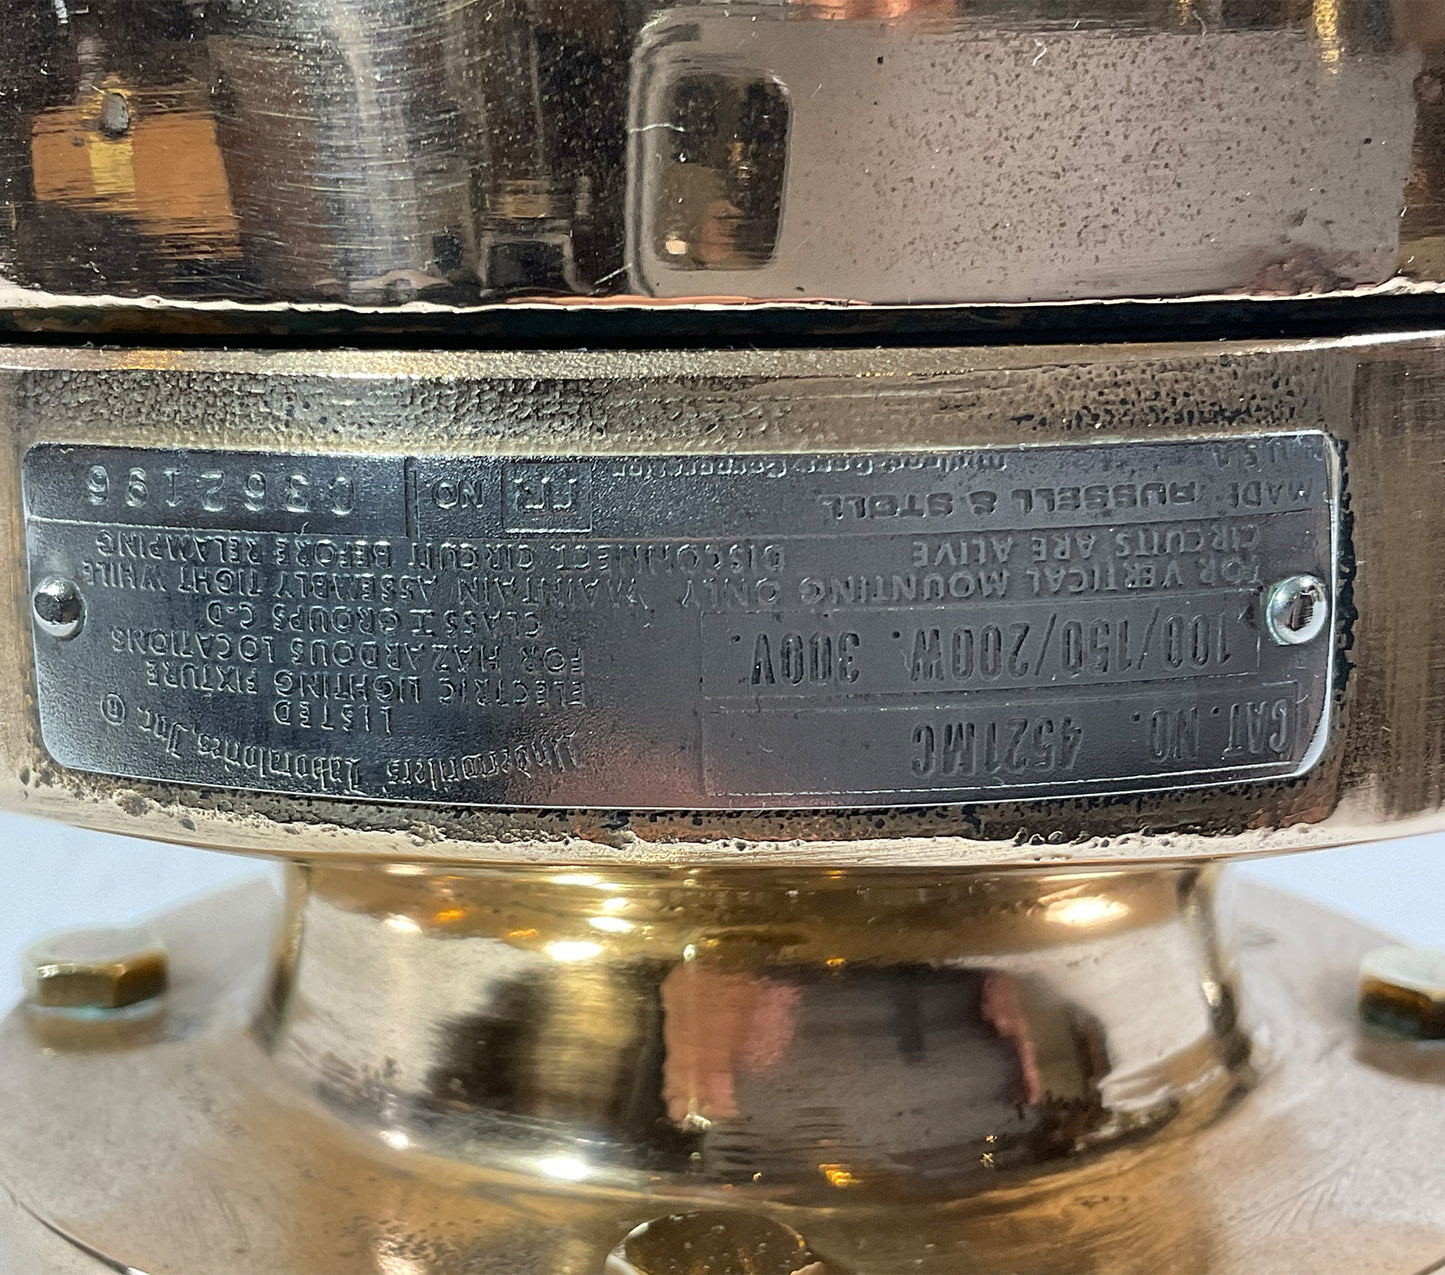 CAT. NO. 4521MC
100/150/200W. 300V.
Underwriters Laboratories, Inc. ®
LISTED
ELECTRIC LIGHTING FIXTURE
FOR HAZARDOUS LOCATIONS
CLASS I GROUPS C.D
FOR VERTICAL MOUNTING ONLY MAINTAIN ASSEMBLY TIGHT WHILE
CIRCUITS ARE ALIVE DISCONNECT CIRCUIT BEFORE RELAMPING
MADE RUSSELL & STOLL
U.S.A. Midland-Ross Corporation
NO C362196